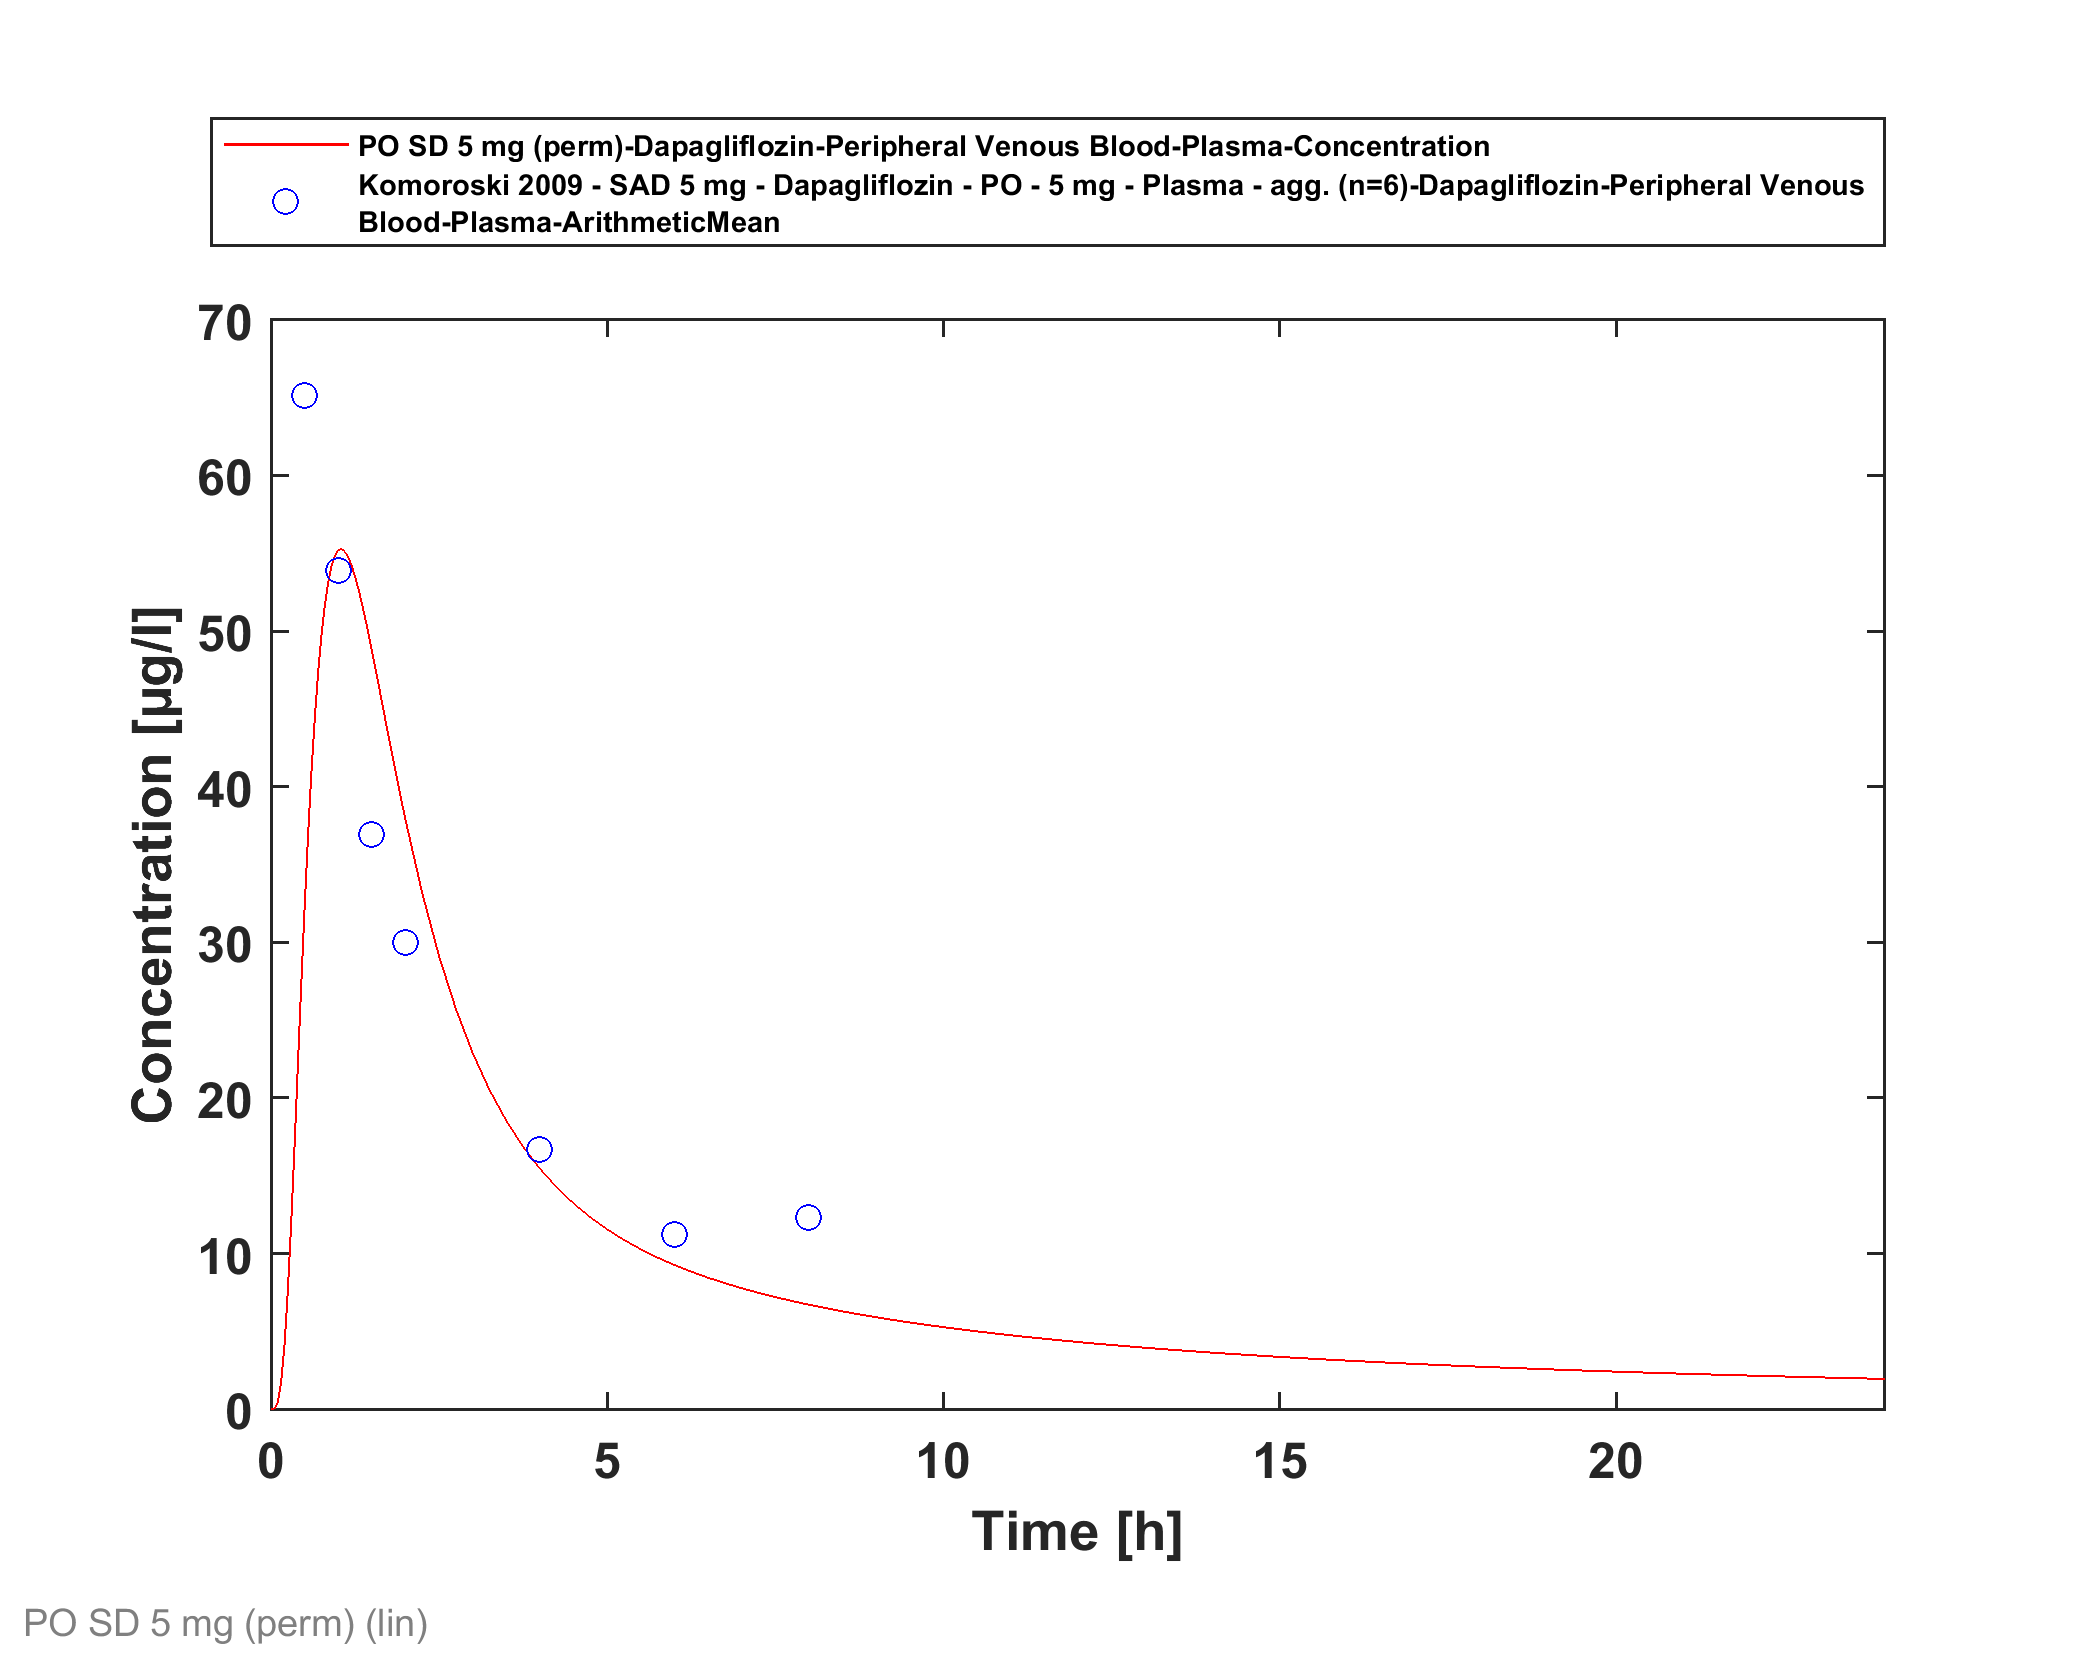 PO SD 5 mg (perm)-Dapagliflozin-Peripheral Venous Blood-Plasma-Concentration
Komoroski 2009 - SAD 5 mg - Dapagliflozin - PO - 5 mg - Plasma - agg. (n=6)-Dapagliflozin-Peripheral Venous
Blood-Plasma-ArithmeticMean
70
60
50
40
30
20
10
0
Concentration [µg/l]
0 5 10 15 20
Time [h]
PO SD 5 mg (perm) (lin)